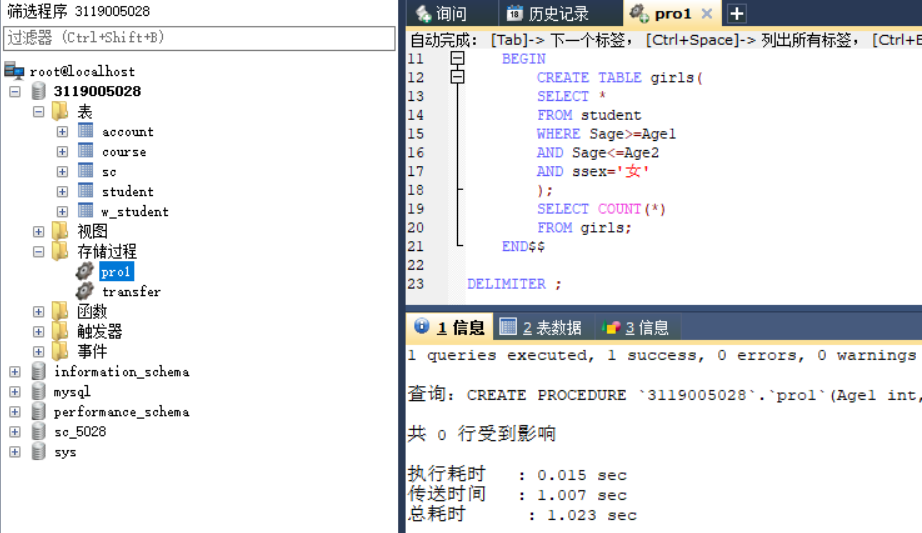 筛选程序 3119005028
过滤器 (Ctrl+Shift+B)
root@localhost
3119005028
表
account
course
sc
student
w_student
视图
存储过程
pro1
transfer
函数
触发器
事件
information_schema
mysql
performance_schema
sc_5028
sys
询问 18 历史记录 pro1
自动完成: [Tab]-> 下一个标签, [Ctrl+Space]-> 列出所有标签, [Ctrl+E
11 BEGIN
12 CREATE TABLE girls(
13 SELECT *
14 FROM student
15 WHERE Sage>=Age1
16 AND Sage<=Age2
17 AND ssex='女'
18 );
19 SELECT COUNT(*)
20 FROM girls;
21 END$$
22
23 DELIMITER ;
1 信息 2 表数据 3 信息
1 queries executed, 1 success, 0 errors, 0 warnings
查询: CREATE PROCEDURE `3119005028`.`pro1`(Age1 int,
共 0 行受到影响
执行耗时 : 0.015 sec
传送时间 : 1.007 sec
总耗时 : 1.023 sec